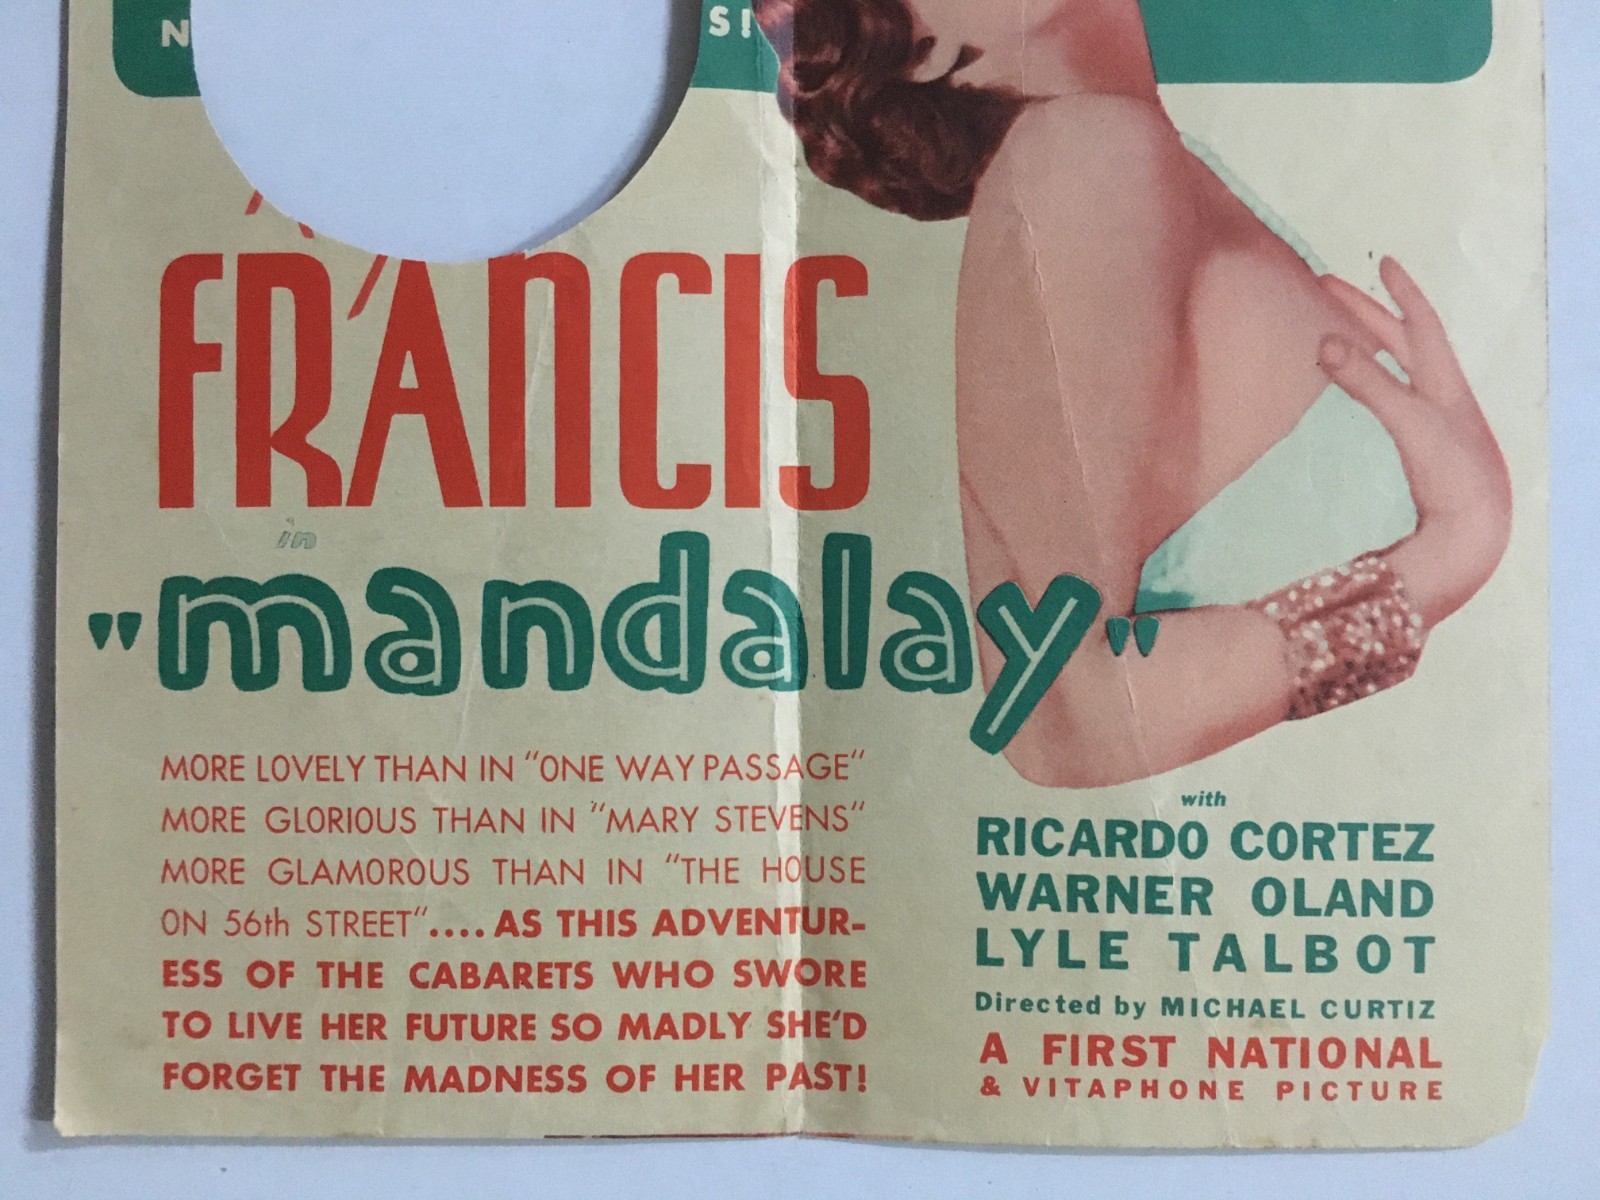 S!
FRANCIS
in
"mandalay"
MORE LOVELY THAN IN "ONE WAY PASSAGE"
MORE GLORIOUS THAN IN "MARY STEVENS"
MORE GLAMOROUS THAN IN "THE HOUSE
ON 56th STREET".... AS THIS ADVENTUR-
ESS OF THE CABARETS WHO SWORE
TO LIVE HER FUTURE SO MADLY SHE'D
FORGET THE MADNESS OF HER PAST!
with
RICARDO CORTEZ
WARNER OLAND
LYLE TALBOT
Directed by MICHAEL CURTIZ
A FIRST NATIONAL
& VITAPHONE PICTURE